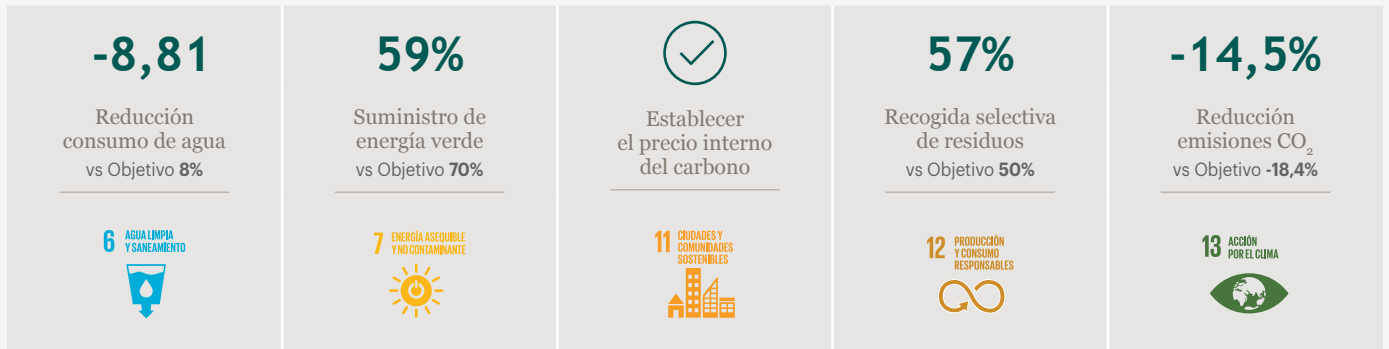 -8,81
Reducción
consumo de agua
vs Objetivo 8%
6 AGUA LIMPIA
Y SANEAMIENTO
59%
Suministro de
energía verde
vs Objetivo 70%
7 ENERGÍA ASEQUIBLE
Y NO CONTAMINANTE
Establecer
el precio interno
del carbono
11 CIUDADES Y
COMUNIDADES
SOSTENIBLES
57%
Recogida selectiva
de residuos
vs Objetivo 50%
12 PRODUCCIÓN
Y CONSUMO
RESPONSABLES
-14,5%
Reducción
emisiones CO₂
vs Objetivo -18,4%
13 ACCIÓN
POR EL CLIMA